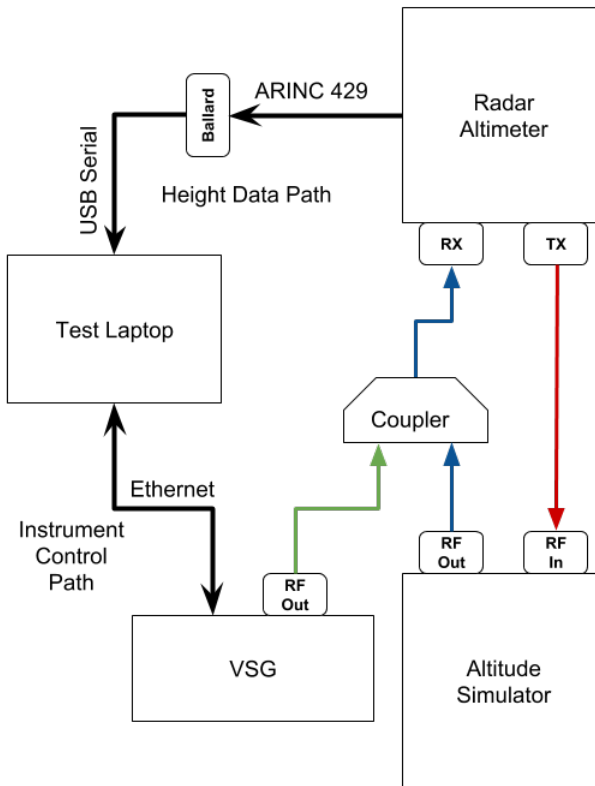 ARINC 429
Ballard
Radar
Altimeter
USB Serial
Height Data Path
RX
TX
Test Laptop
Coupler
Ethernet
Instrument
Control
Path
RF
Out
RF
In
RF
Out
VSG
Altitude
Simulator